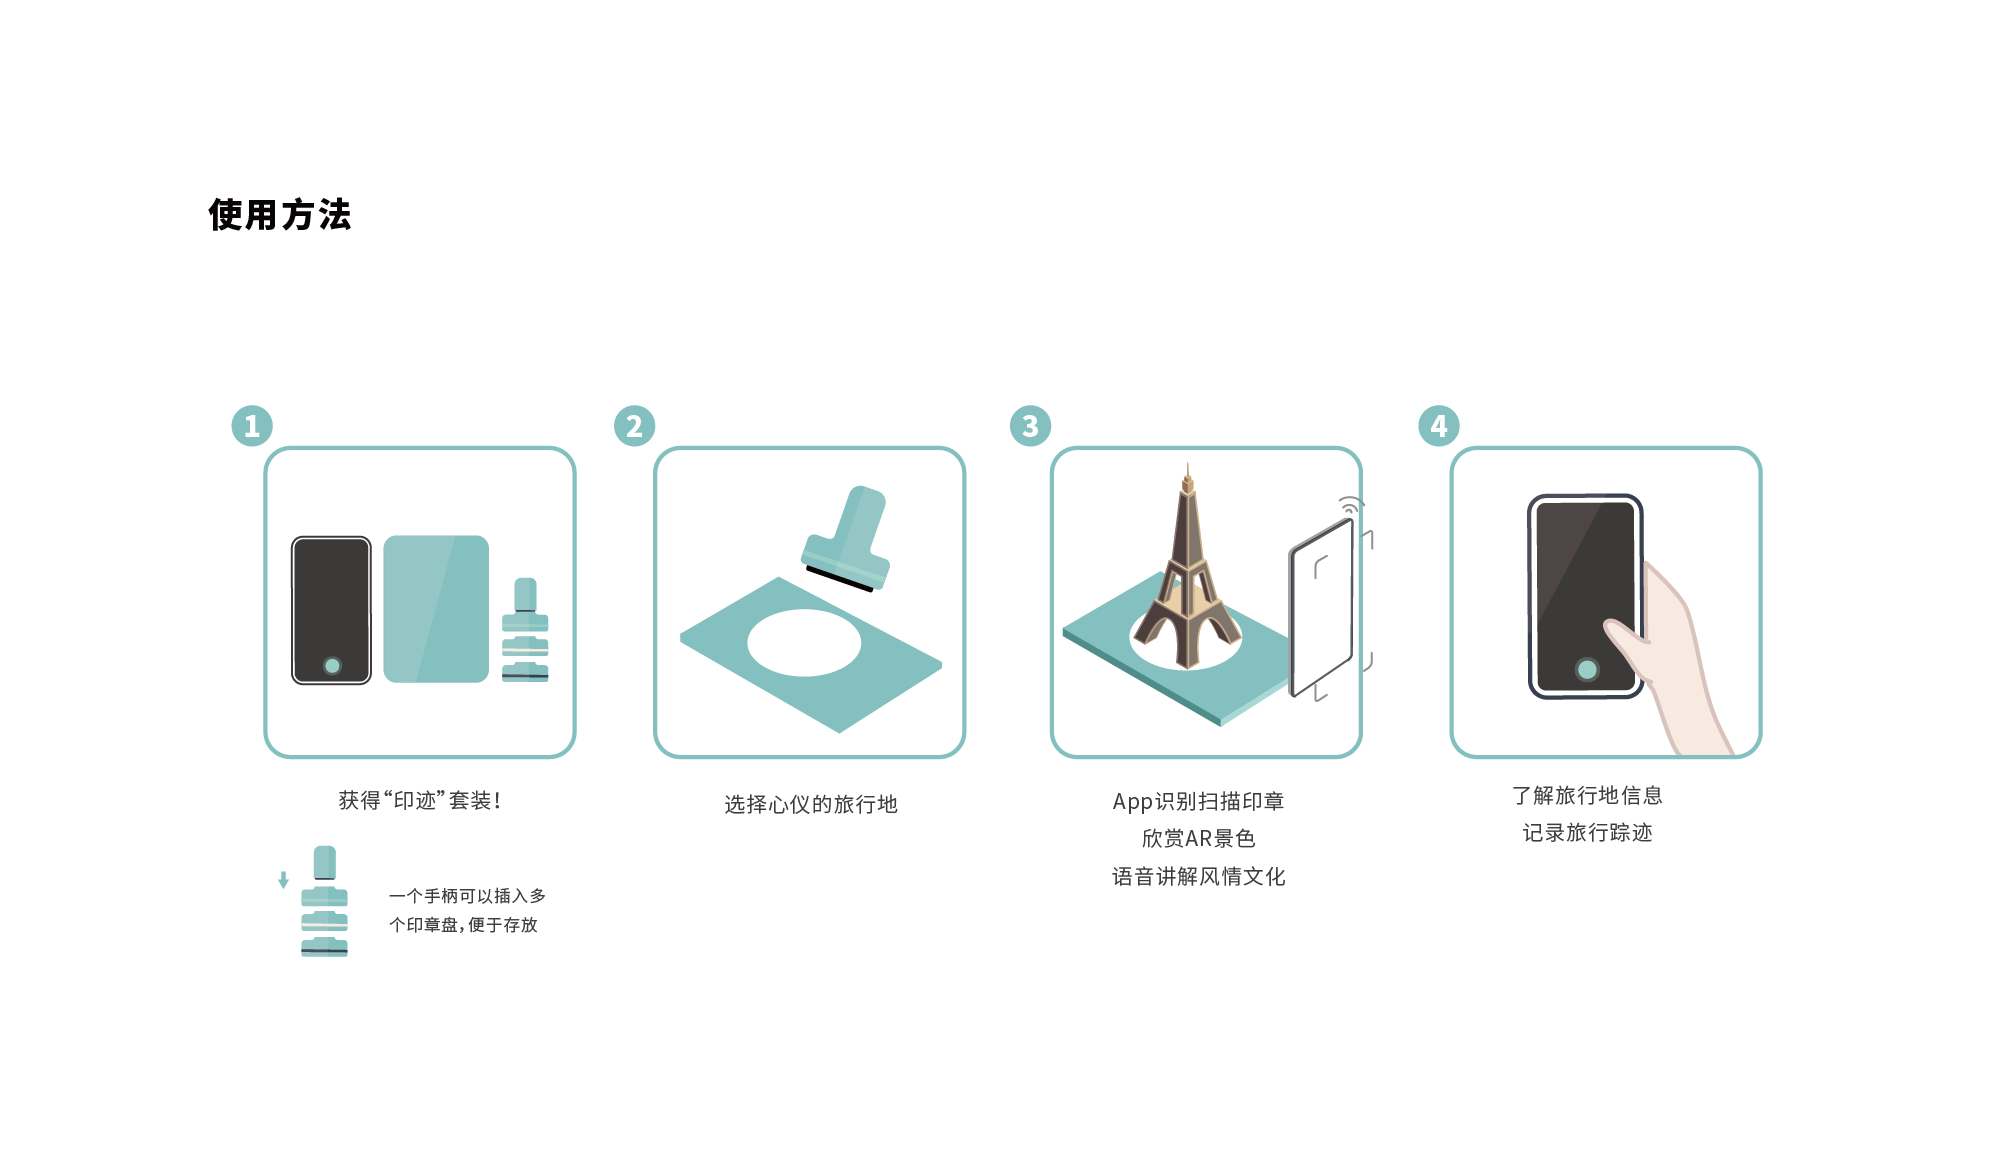 使用方法
1
获得“印迹”套装！
一个手柄可以插入多
个印章盘，便于存放
2
选择心仪的旅行地
3
App识别扫描印章
欣赏AR景色
语音讲解风情文化
4
了解旅行地信息
记录旅行踪迹